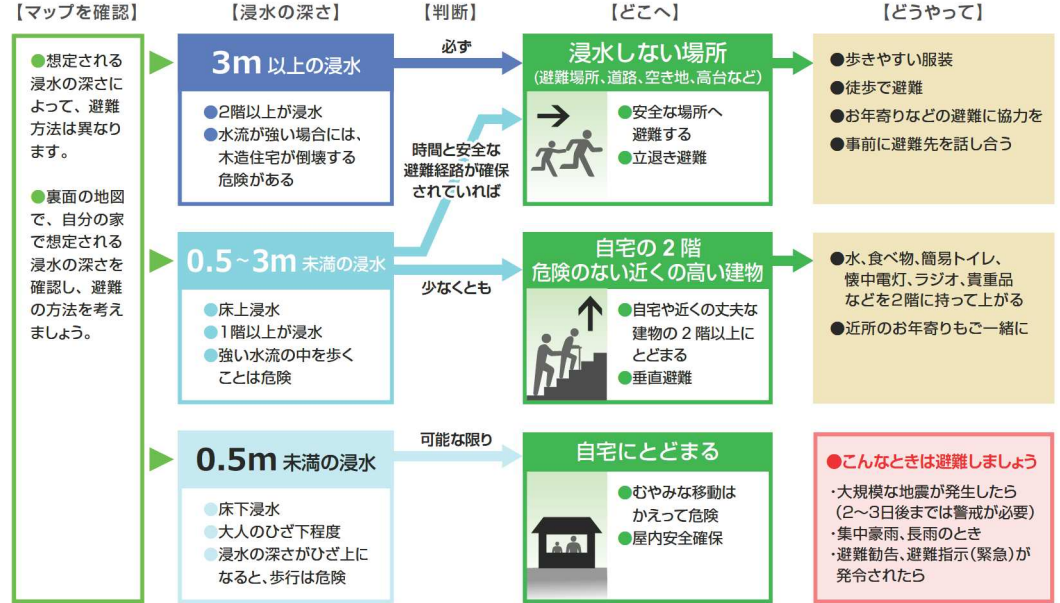 【マップを確認】
【浸水の深さ】
【判断】
【どこへ】
【どうやって】
●想定される
浸水の深さに
よって、避難
方法は異なり
ます。
●裏面の地図
で、自分の家
で想定される
浸水の深さを
確認し、避難
の方法を考え
ましょう。
3m 以上の浸水
●2階以上が浸水
●水流が強い場合には、
木造住宅が倒壊する
危険がある
必ず
浸水しない場所
(避難場所、道路、空き地、高台など)
●安全な場所へ
避難する
●立退き避難
●歩きやすい服装
●徒歩で避難
●お年寄りなどの避難に協力を
●事前に避難先を話し合う
時間と安全な
避難経路が確保
されていれば
0.5~3m 未満の浸水
●床上浸水
●1階以上が浸水
●強い水流の中を歩く
ことは危険
少なくとも
自宅の2階
危険のない近くの高い建物
●自宅や近くの丈夫な
建物の2階以上に
とどまる
●垂直避難
●水、食べ物、簡易トイレ、
懐中電灯、ラジオ、貴重品
などを2階に持って上がる
●近所のお年寄りもご一緒に
0.5m 未満の浸水
●床下浸水
●大人のひざ下程度
●浸水の深さがひざ上に
なると、歩行は危険
可能な限り
自宅にとどまる
●むやみな移動は
かえって危険
●屋内安全確保
●こんなときは避難しましょう
・大規模な地震が発生したら
(2~3日後までは警戒が必要)
・集中豪雨、長雨のとき
・避難勧告、避難指示(緊急)が
発令されたら